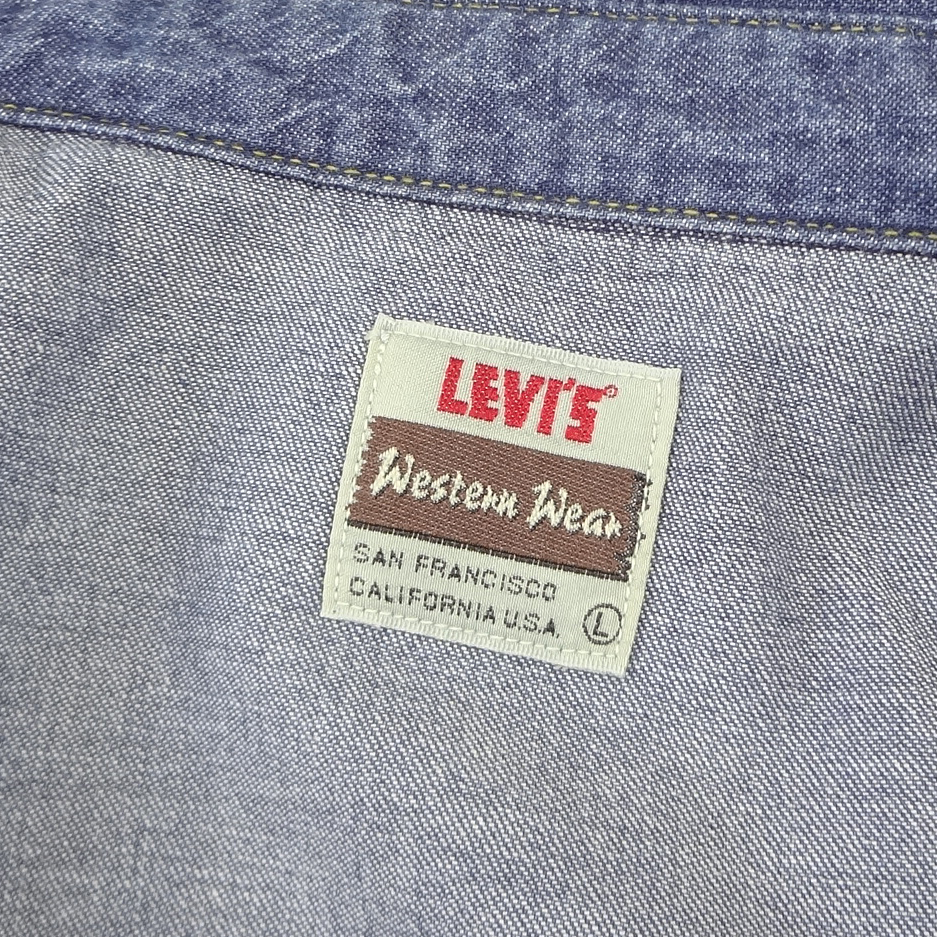 LEVI'S®
Western Wear
SAN FRANCISCO
CALIFORNIA U.S.A. Ⓛ